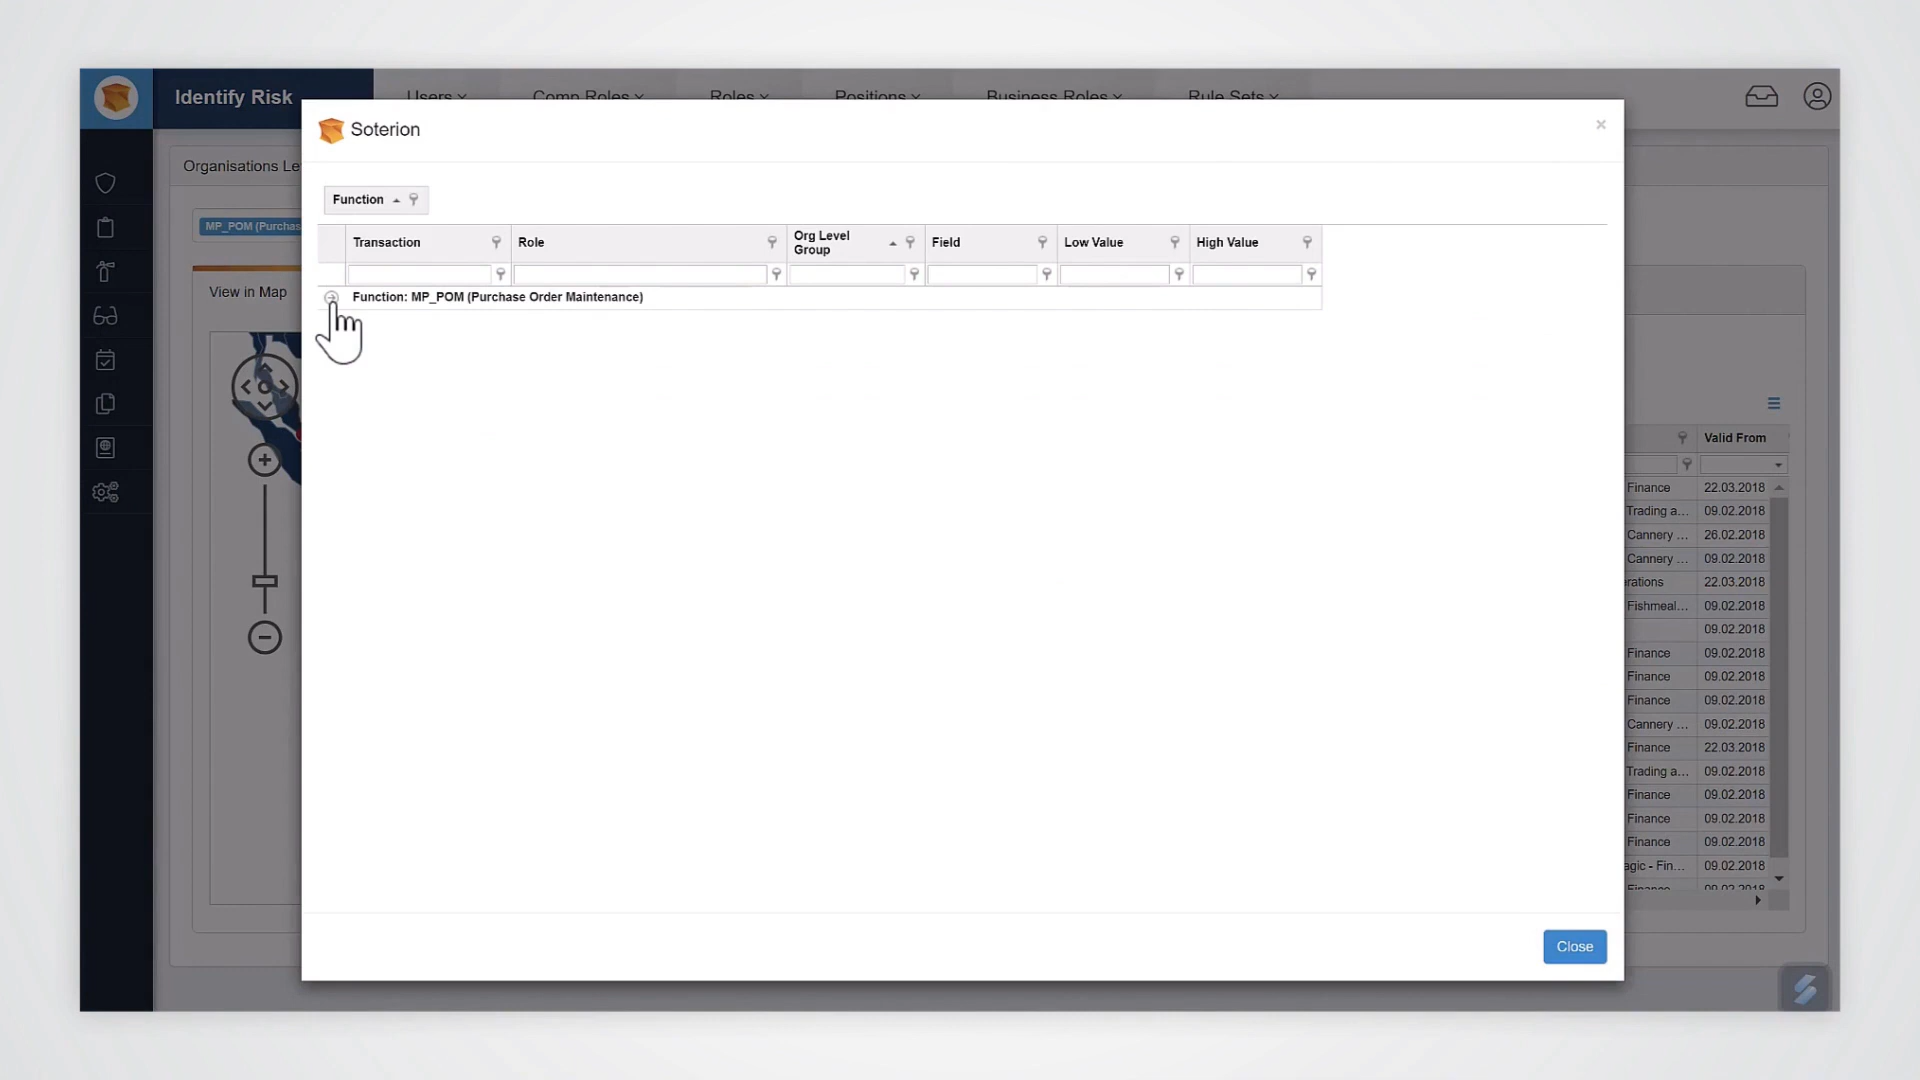 Identify Risk
Users
Comp Roles
Roles
Positions
Business Roles
Rule Sets
Soterion
×
Organisations Le
MP_POM (Purchas
View in Map
Function
Transaction
Role
Org Level
Group
Field
Low Value
High Value
Function: MP_POM (Purchase Order Maintenance)
Valid From
Finance 22.03.2018
Trading a... 09.02.2018
Cannery ... 26.02.2018
Cannery ... 09.02.2018
erations 22.03.2018
Fishmeal... 09.02.2018
09.02.2018
Finance 09.02.2018
Finance 09.02.2018
Finance 09.02.2018
Cannery ... 09.02.2018
Finance 22.03.2018
Trading a... 09.02.2018
Finance 09.02.2018
Finance 09.02.2018
Finance 09.02.2018
agic - Fin... 09.02.2018
Finance 09.02.2018
Close